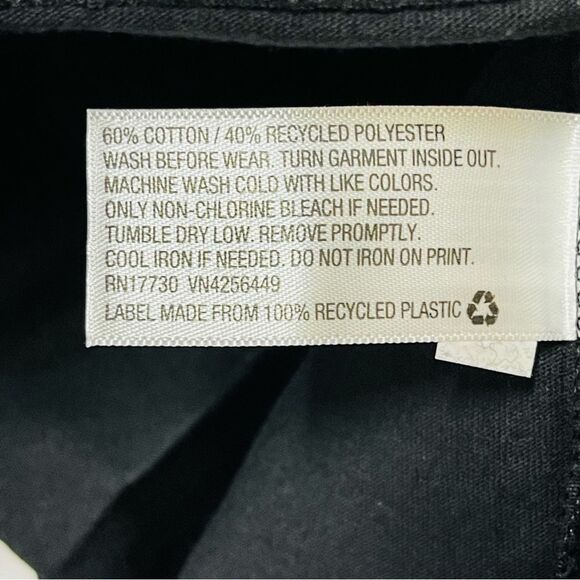 60% COTTON / 40% RECYCLED POLYESTER
WASH BEFORE WEAR. TURN GARMENT INSIDE OUT.
MACHINE WASH COLD WITH LIKE COLORS.
ONLY NON-CHLORINE BLEACH IF NEEDED.
TUMBLE DRY LOW. REMOVE PROMPTLY.
COOL IRON IF NEEDED. DO NOT IRON ON PRINT.
RN17730 VN4256449
LABEL MADE FROM 100% RECYCLED PLASTIC